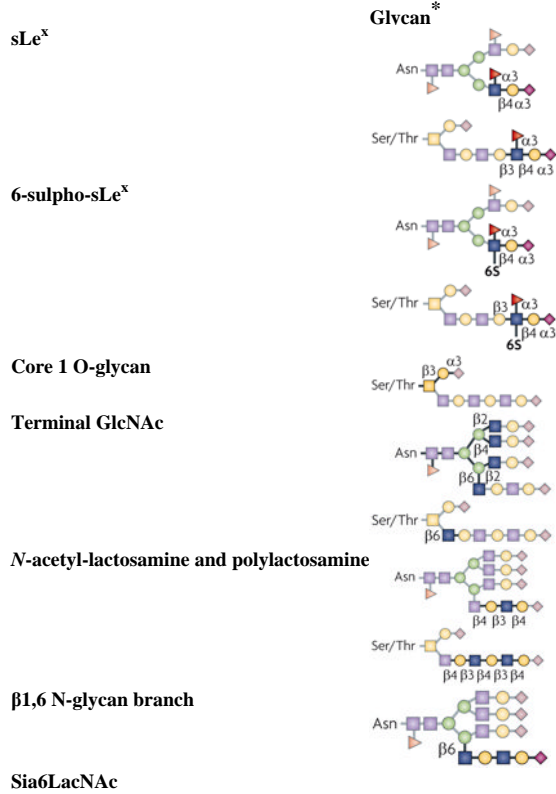 Glycan*
sLeˣ
α3
Asn
β4 α3
Ser/Thr
α3
β3 β4 α3
6-sulpho-sLeˣ
α3
Asn
β4 α3
6S
β3 α3
Ser/Thr
β4 α3
6S
Core 1 O-glycan
β3 α3
Ser/Thr
Terminal GlcNAc
β2
β4
Asn
β6 β2
Ser/Thr
β6
N-acetyl-lactosamine and polylactosamine
Asn
β4 β3 β4
Ser/Thr
β4 β3 β4 β3 β4
β1,6 N-glycan branch
Asn
β6
Sia6LacNAc